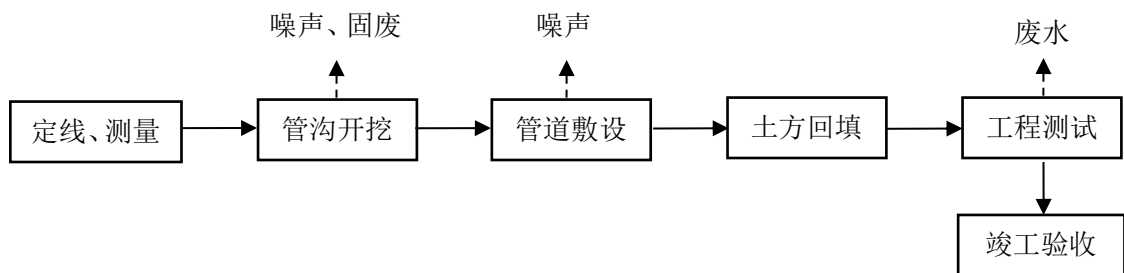 噪声、固废
噪声
废水
定线、测量
管沟开挖
管道敷设
土方回填
工程测试
竣工验收